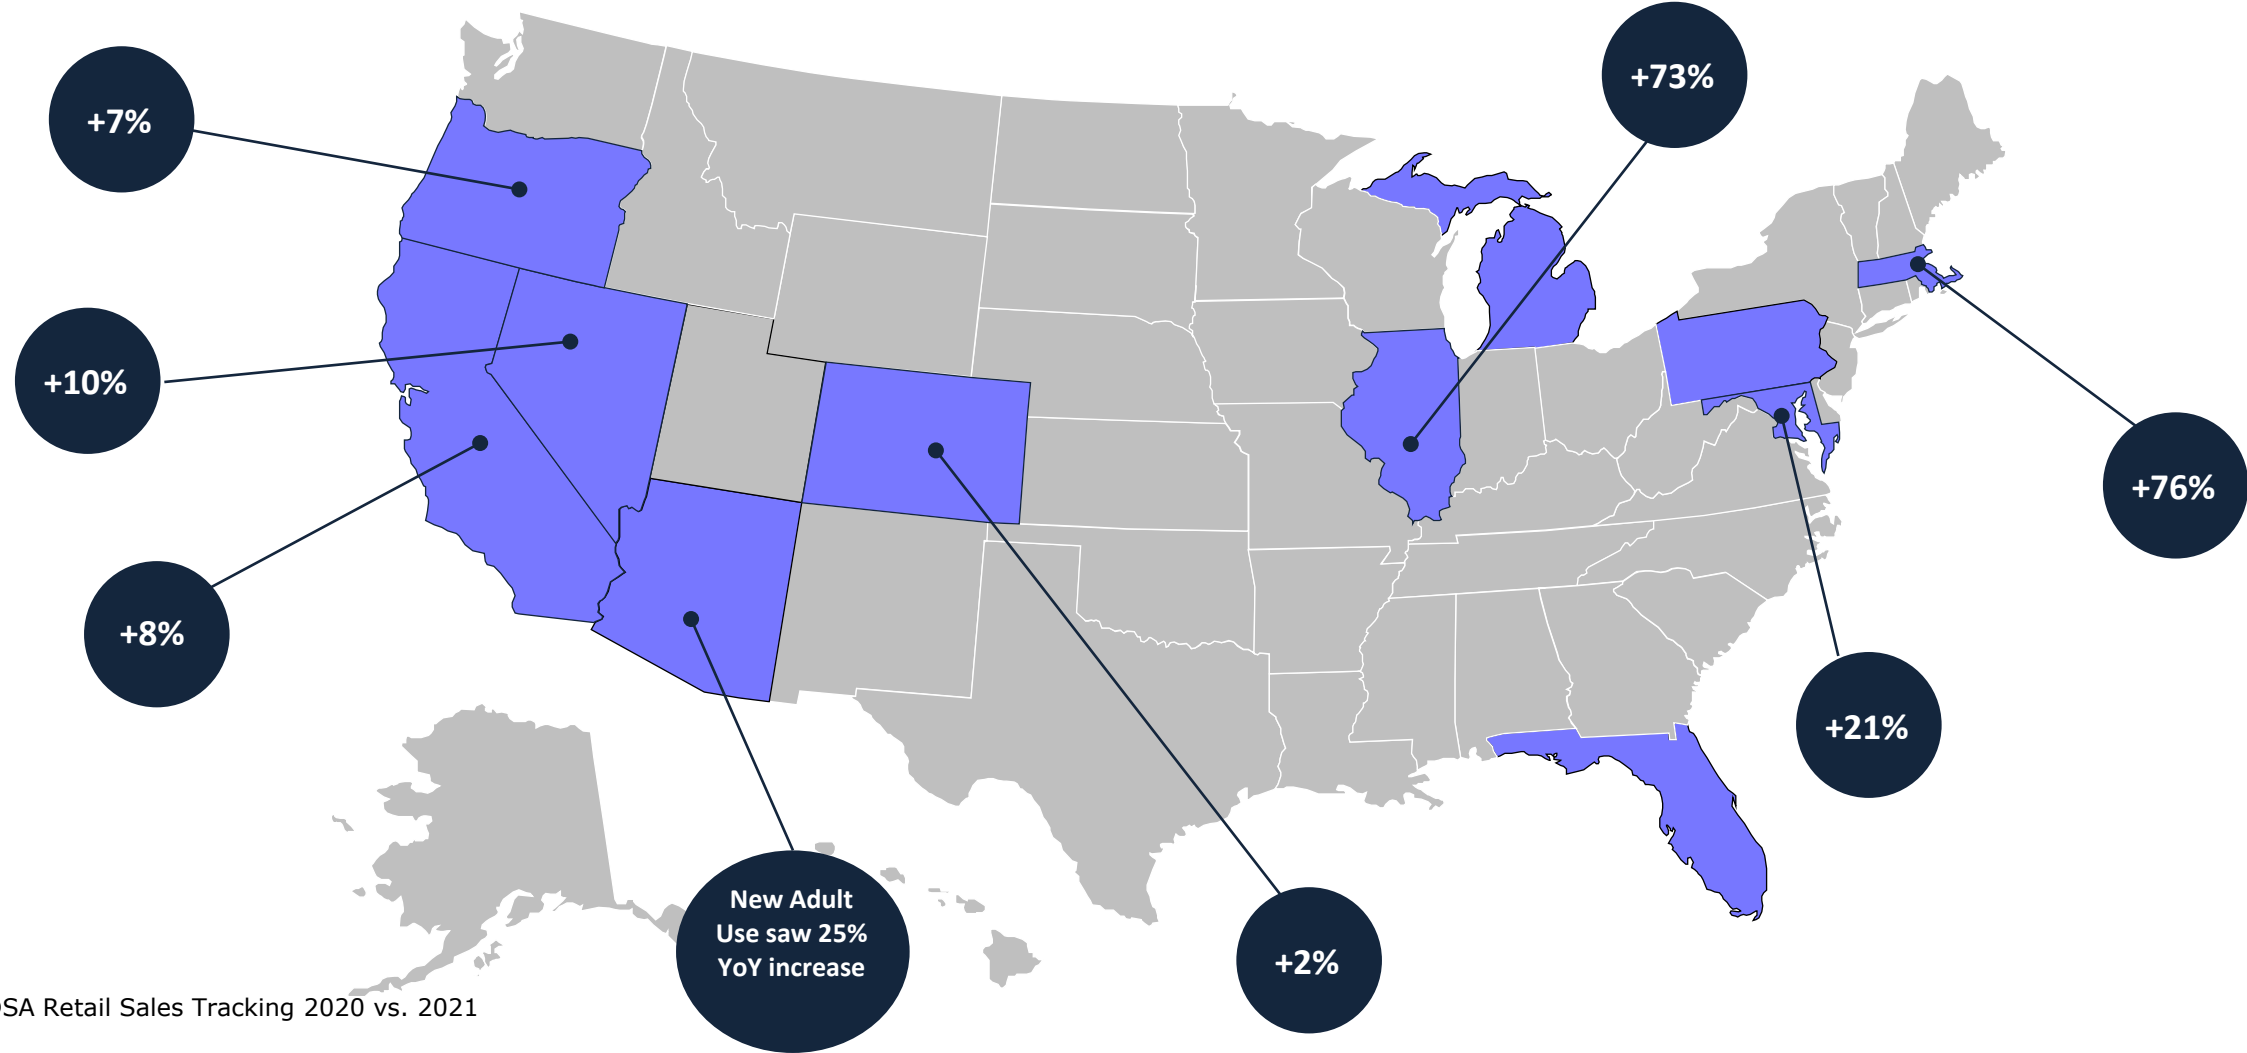 +73%
+7%
+10%
+76%
+8%
+21%
New Adult
Use saw 25%
YoY increase
+2%
SA Retail Sales Tracking 2020 vs. 2021